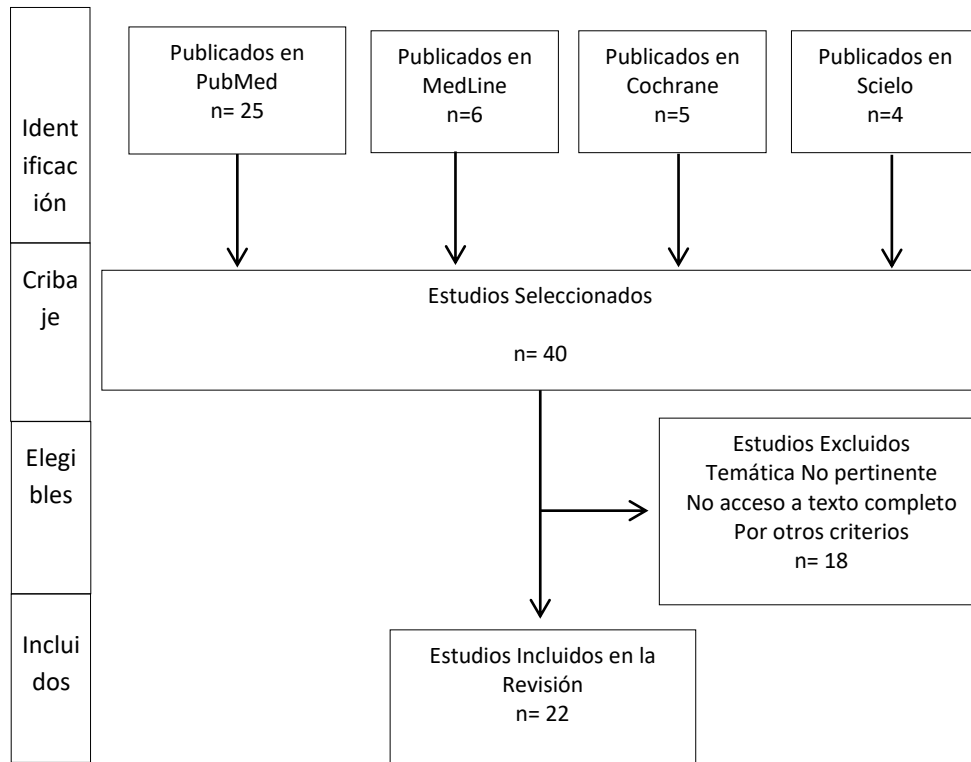 Ident
ificac
ión
Publicados en
PubMed
n= 25
Publicados en
MedLine
n=6
Publicados en
Cochrane
n=5
Publicados en
Scielo
n=4
Criba
je
Estudios Seleccionados
n= 40
Elegi
bles
Estudios Excluidos
Temática No pertinente
No acceso a texto completo
Por otros criterios
n= 18
Inclui
dos
Estudios Incluidos en la
Revisión
n= 22